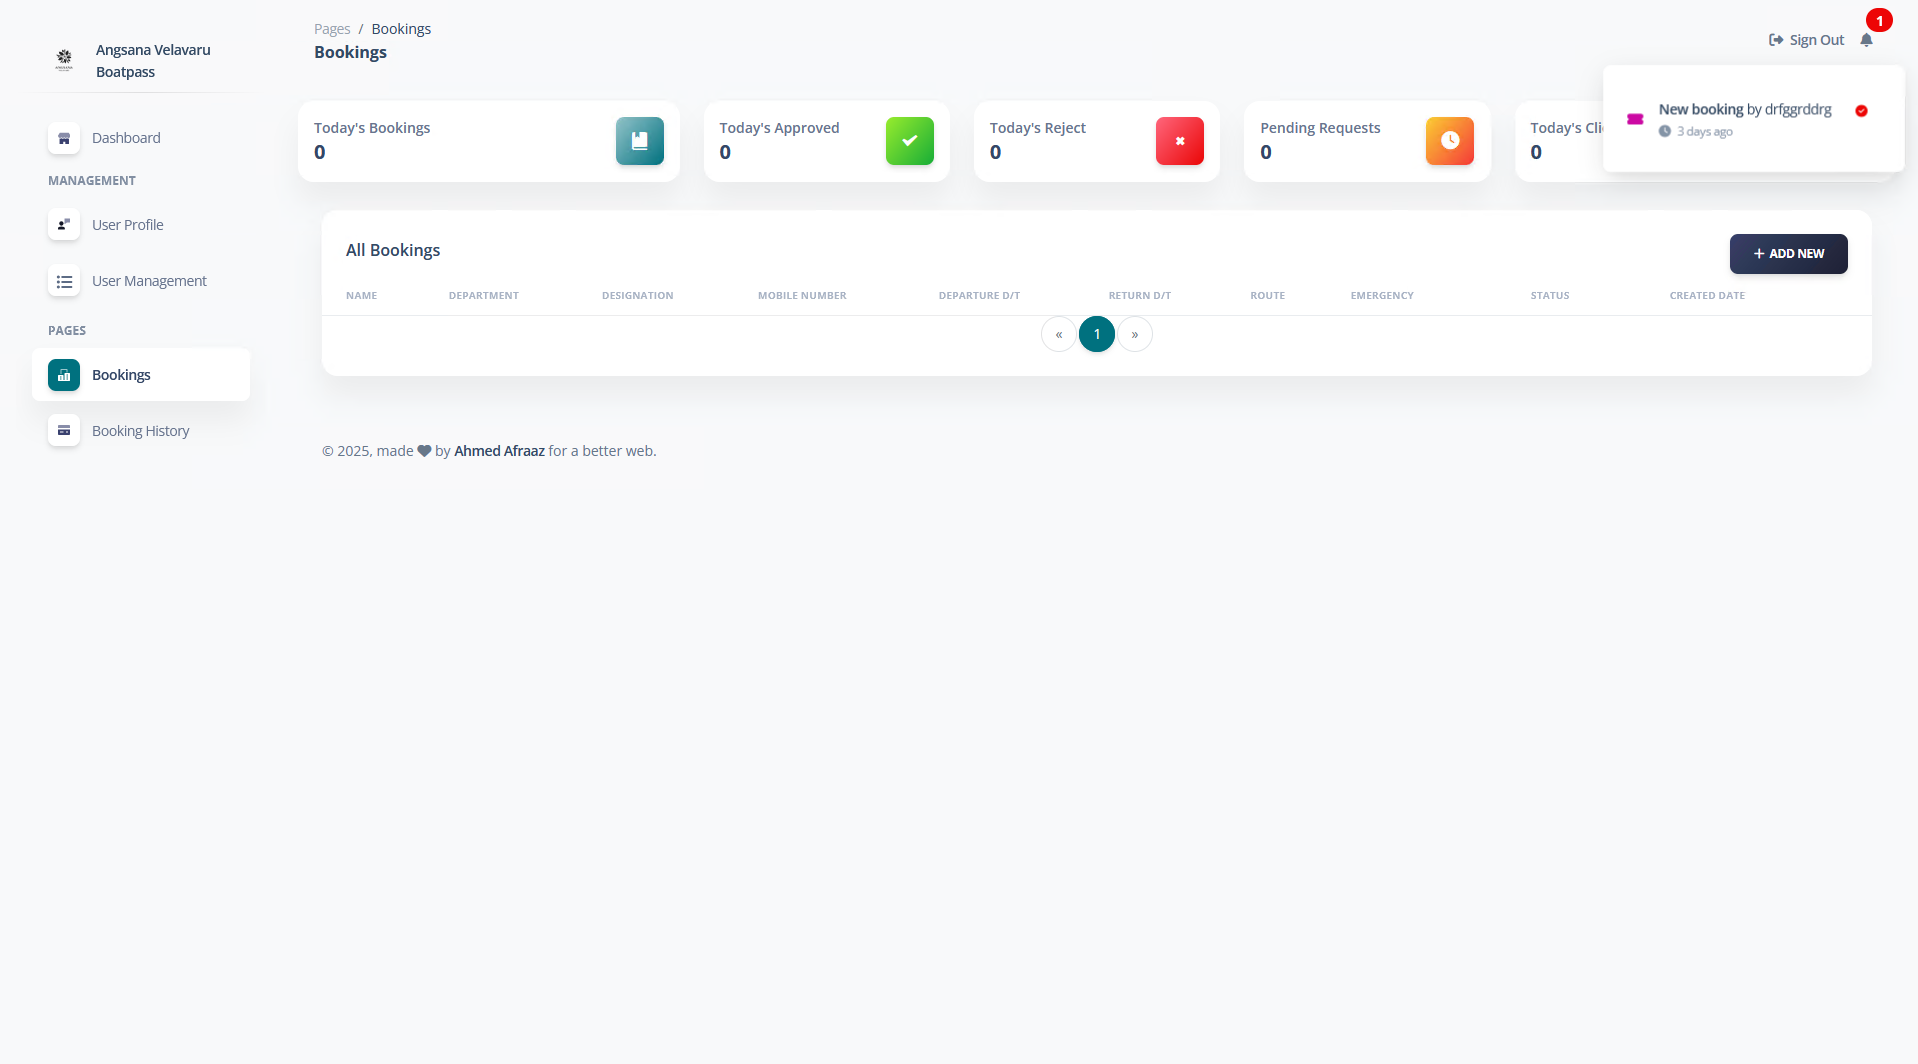 Angsana Velavaru
Boatpass
Dashboard
MANAGEMENT
User Profile
User Management
PAGES
Bookings
Booking History
Pages / Bookings
Bookings
Sign Out
1
New booking by drfggrddrg
3 days ago
Today's Bookings
0
Today's Approved
0
Today's Reject
0
Pending Requests
0
Today's Cli
0
All Bookings
+ ADD NEW
NAME DEPARTMENT DESIGNATION MOBILE NUMBER DEPARTURE D/T RETURN D/T ROUTE EMERGENCY STATUS CREATED DATE
« 1 »
© 2025, made by Ahmed Afraaz for a better web.